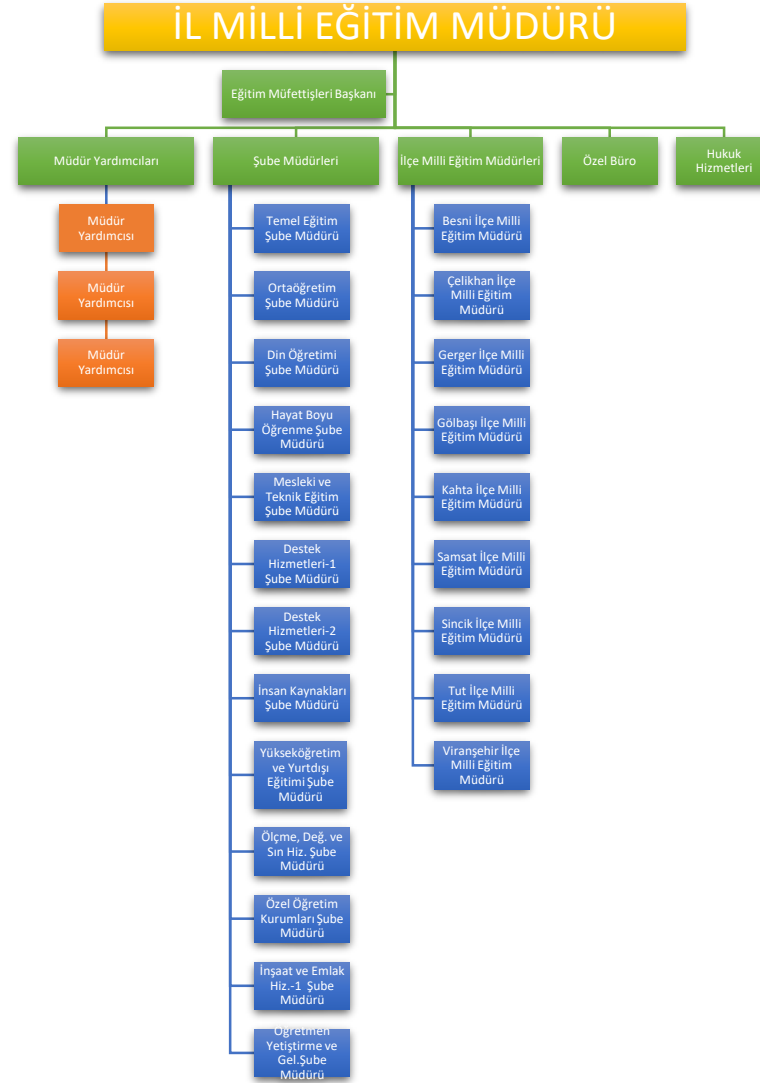 İL MİLLİ EĞİTİM MÜDÜRÜ
Eğitim Müfettişleri Başkanı
Müdür Yardımcıları
Şube Müdürleri
İlçe Milli Eğitim Müdürleri
Özel Büro
Hukuk
Hizmetleri
Müdür
Yardımcısı
Müdür
Yardımcısı
Müdür
Yardımcısı
Temel Eğitim
Şube Müdürü
Ortaöğretim
Şube Müdürü
Din Öğretimi
Şube Müdürü
Hayat Boyu
Öğrenme Şube
Müdürü
Mesleki ve
Teknik Eğitim
Şube Müdürü
Destek
Hizmetleri-1
Şube Müdürü
Destek
Hizmetleri-2
Şube Müdürü
İnsan Kaynakları
Şube Müdürü
Yükseköğretim
ve Yurtdışı
Eğitimi Şube
Müdürü
Ölçme, Değ. ve
Sın Hiz. Şube
Müdürü
Özel Öğretim
Kurumları Şube
Müdürü
İnşaat ve Emlak
Hiz.-1 Şube
Müdürü
Öğretmen
Yetiştirme ve
Gel.Şube
Müdürü
Besni İlçe Milli
Eğitim Müdürü
Çelikhan İlçe
Milli Eğitim
Müdürü
Gerger İlçe Milli
Eğitim Müdürü
Gölbaşı İlçe Milli
Eğitim Müdürü
Kahta İlçe Milli
Eğitim Müdürü
Samsat İlçe Milli
Eğitim Müdürü
Sincik İlçe Milli
Eğitim Müdürü
Tut İlçe Milli
Eğitim Müdürü
Viranşehir İlçe
Milli Eğitim
Müdürü